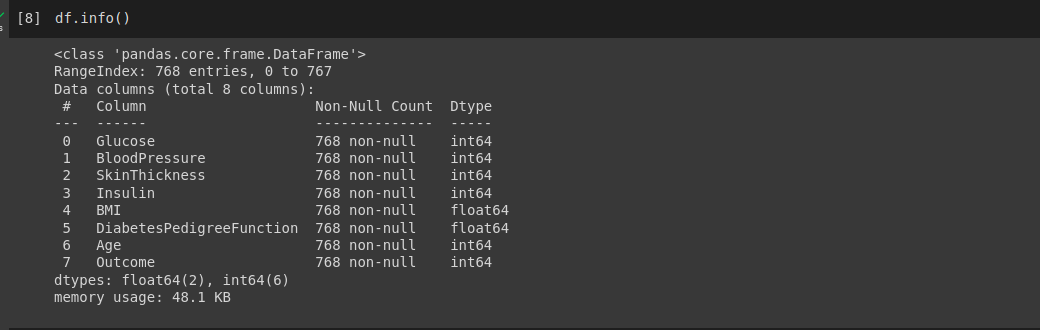 [8] df.info()
<class 'pandas.core.frame.DataFrame'>
RangeIndex: 768 entries, 0 to 767
Data columns (total 8 columns):
 #   Column                    Non-Null Count  Dtype
---  ------                    --------------  -----
 0   Glucose                   768 non-null    int64
 1   BloodPressure             768 non-null    int64
 2   SkinThickness             768 non-null    int64
 3   Insulin                   768 non-null    int64
 4   BMI                       768 non-null    float64
 5   DiabetesPedigreeFunction  768 non-null    float64
 6   Age                       768 non-null    int64
 7   Outcome                   768 non-null    int64
dtypes: float64(2), int64(6)
memory usage: 48.1 KB